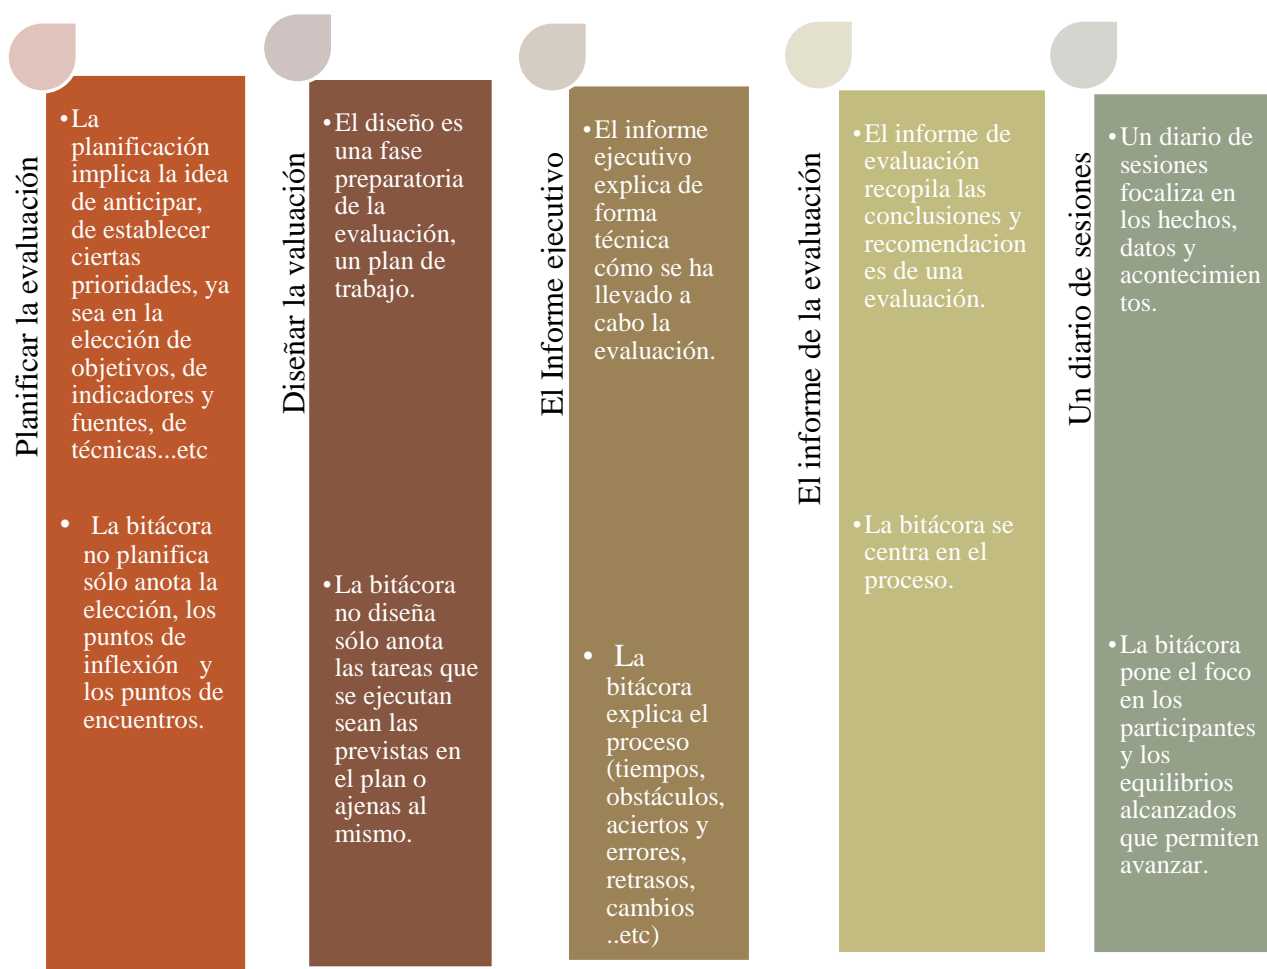 Planificar la evaluación
•La
planificación
implica la idea
de anticipar,
de establecer
ciertas
prioridades, ya
sea en la
elección de
objetivos, de
indicadores y
fuentes, de
técnicas...etc
• La bitácora
no planifica
sólo anota la
elección, los
puntos de
inflexión y
los puntos de
encuentros.
Diseñar la valuación
•El diseño es
una fase
preparatoria
de la
evaluación,
un plan de
trabajo.
•La bitácora
no diseña
sólo anota
las tareas que
se ejecutan
sean las
previstas en
el plan o
ajenas al
mismo.
El Informe ejecutivo
•El informe
ejecutivo
explica de
forma
técnica
cómo se ha
llevado a
cabo la
evaluación.
• La
bitácora
explica el
proceso
(tiempos,
obstáculos,
aciertos y
errores,
retrasos,
cambios
..etc)
El informe de la evaluación
•El informe de
evaluación
recopila las
conclusiones y
recomendacion
es de una
evaluación.
•La bitácora se
centra en el
proceso.
Un diario de sesiones
•Un diario de
sesiones
focaliza en
los hechos,
datos y
acontecimien
tos.
•La bitácora
pone el foco
en los
participantes
y los
equilibrios
alcanzados
que permiten
avanzar.